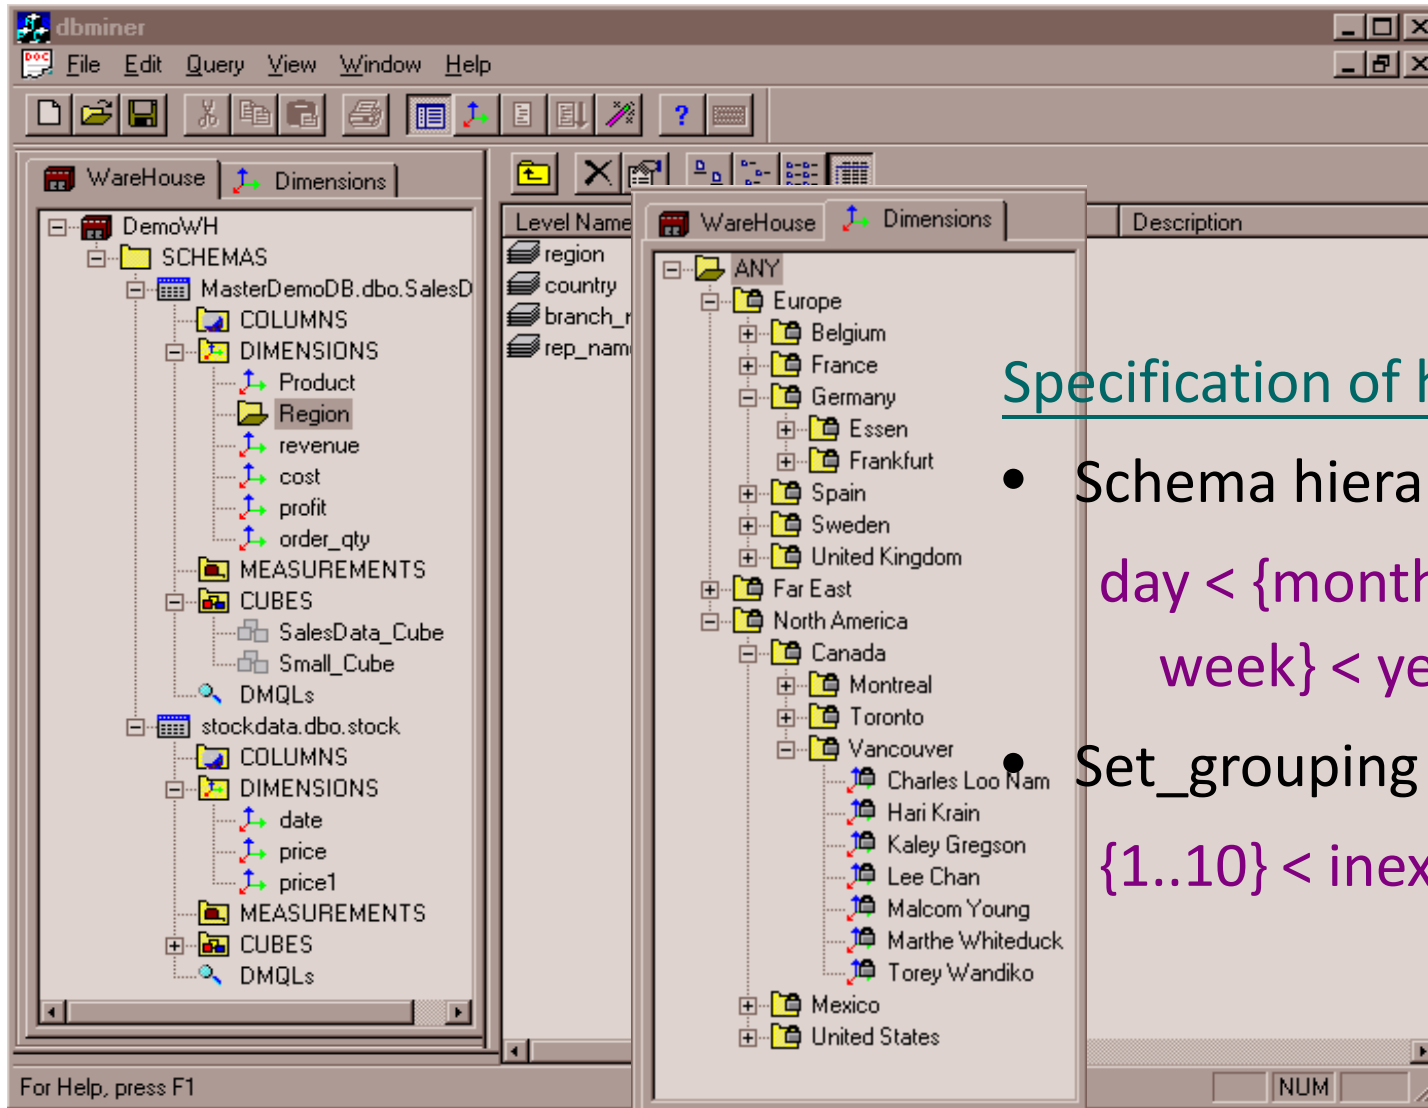 dbminer
File Edit Query View Window Help
WareHouse Dimensions
DemoWH
SCHEMAS
MasterDemoDB.dbo.SalesD
COLUMNS
DIMENSIONS
Product
Region
revenue
cost
profit
order_qty
MEASUREMENTS
CUBES
SalesData_Cube
Small_Cube
DMQLs
stockdata.dbo.stock
COLUMNS
DIMENSIONS
date
price
price1
MEASUREMENTS
CUBES
DMQLs
Level Name
Description
region
country
branch_
rep_nam
WareHouse Dimensions
ANY
Europe
Belgium
France
Germany
Essen
Frankfurt
Spain
Sweden
United Kingdom
Far East
North America
Canada
Montreal
Toronto
Vancouver
Charles Loo Nam
Hari Krain
Kaley Gregson
Lee Chan
Malcom Young
Marthe Whiteduck
Torey Wandiko
Mexico
United States
Specification of h
• Schema hiera
day < {month
week} < ye
• Set_grouping
{1..10} < inex
For Help, press F1
NUM